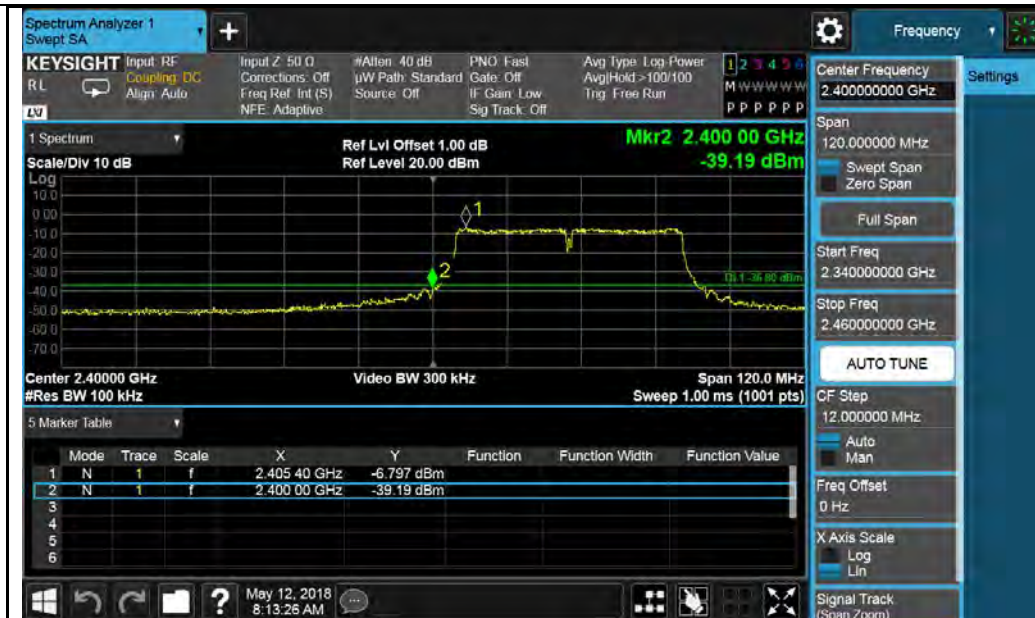 Spectrum Analyzer 1
Swept SA
+
Frequency
KEYSIGHT
RL
LXI
Input: RF
Coupling: DC
Align: Auto
Input Z: 50 Ω
Corrections: Off
Freq Ref: Int (S)
NFE: Adaptive
#Atten: 40 dB
µW Path: Standard
Source: Off
PNO: Fast
Gate: Off
IF Gain: Low
Sig Track: Off
Avg Type: Log-Power
Avg|Hold:>100/100
Trig: Free Run
1 2 3 4 5 6
M W W W W W
P P P P P P
Center Frequency
2.400000000 GHz
Settings
1 Spectrum
Scale/Div 10 dB
Ref Lvl Offset 1.00 dB
Ref Level 20.00 dBm
Mkr2 2.400 00 GHz
-39.19 dBm
Span
120.000000 MHz
Swept Span
Zero Span
Full Span
Start Freq
2.340000000 GHz
Stop Freq
2.460000000 GHz
AUTO TUNE
CF Step
12.000000 MHz
Auto
Man
Freq Offset
0 Hz
X Axis Scale
Log
Lin
Signal Track
(Span Zoom)
Log
10.0
0.00
-10.0
-20.0
-30.0
-40.0
-50.0
-60.0
-70.0
1
2
DL1 -36.80 dBm
Center 2.40000 GHz
#Res BW 100 kHz
Video BW 300 kHz
Span 120.0 MHz
Sweep 1.00 ms (1001 pts)
5 Marker Table
Mode Trace Scale X Y Function Function Width Function Value
1 N 1 f 2.405 40 GHz -6.797 dBm
2 N 1 f 2.400 00 GHz -39.19 dBm
3
4
5
6
?
May 12, 2018
8:13:26 AM